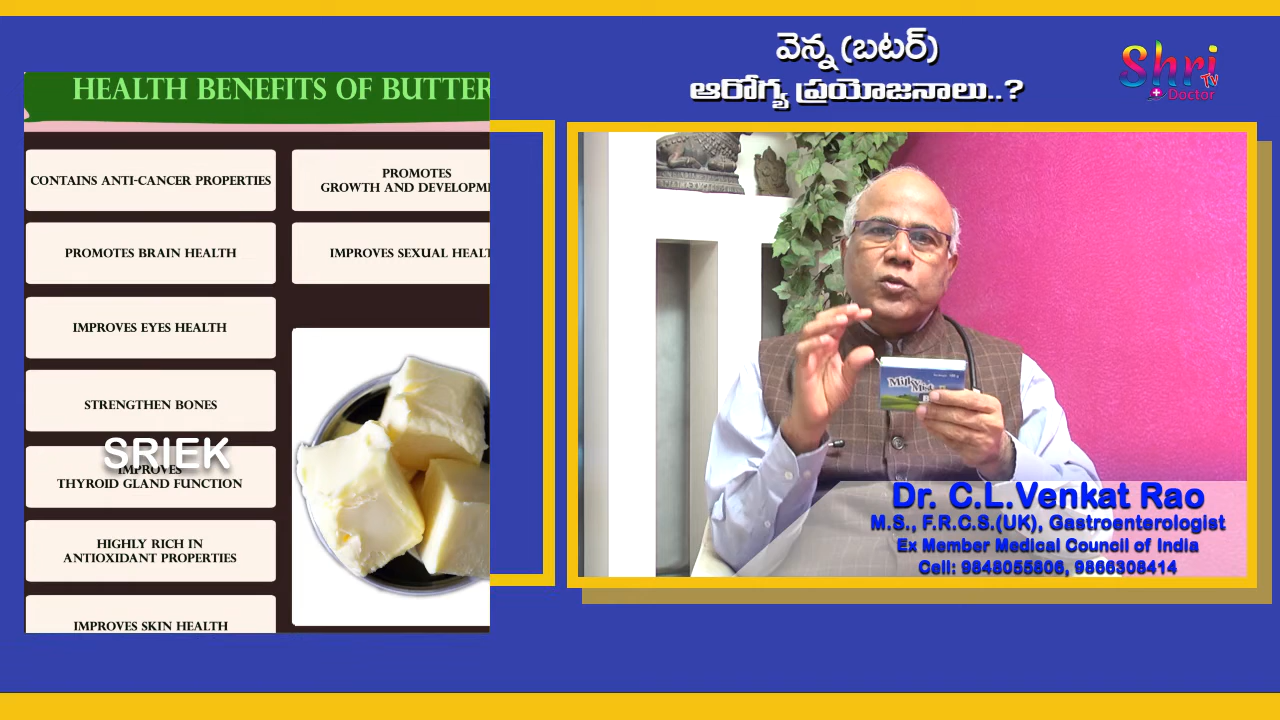 వెన్న (బటర్)
ఆరోగ్య ప్రయోజనాలు..?
Shri
TV
Doctor
HEALTH BENEFITS OF BUTTER
CONTAINS ANTI-CANCER PROPERTIES
PROMOTES
GROWTH AND DEVELOPM
PROMOTES BRAIN HEALTH
IMPROVES SEXUAL HEALT
IMPROVES EYES HEALTH
STRENGTHEN BONES
SRIEK
IMPROVES
THYROID GLAND FUNCTION
HIGHLY RICH IN
ANTIOXIDANT PROPERTIES
IMPROVES SKIN HEALTH
Milky
Dr. C.L.Venkat Rao
M.S., F.R.C.S.(UK), Gastroenterologist
Ex Member Medical Council of India
Cell: 9848055806, 9866308414